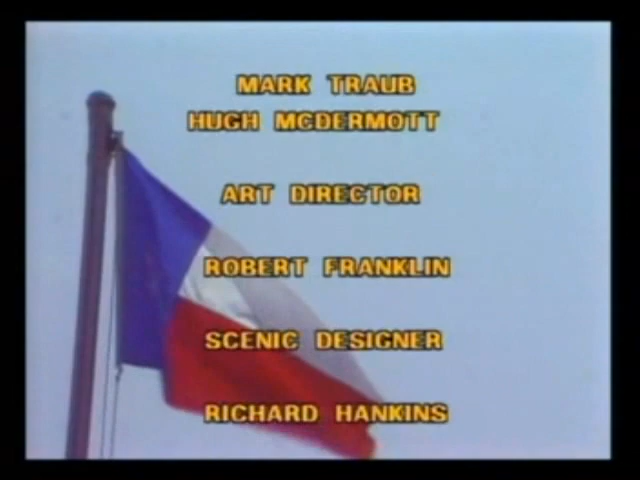 MARK TRAUB
HUGH MCDERMOTT
ART DIRECTOR
ROBERT FRANKLIN
SCENIC DESIGNER
RICHARD HANKINS